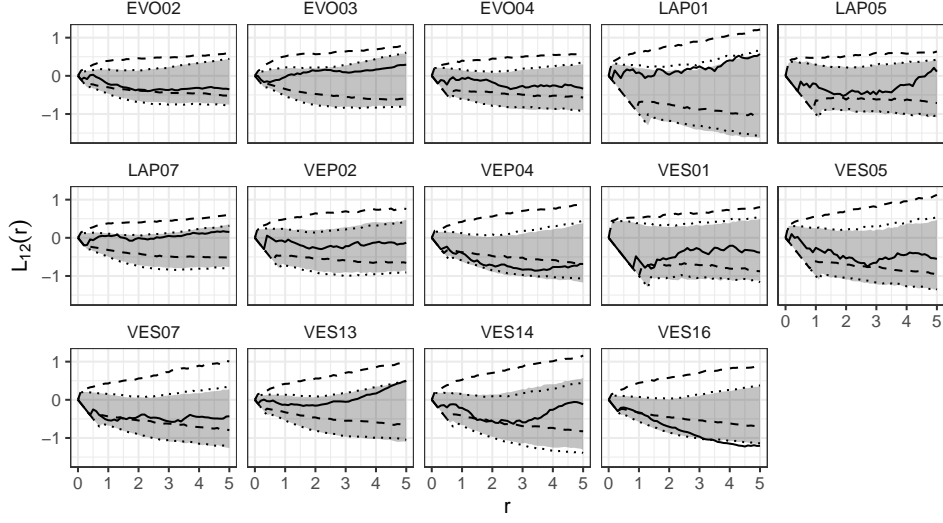 EVO02 EVO03 EVO04 LAP01 LAP05
1
0
−1
LAP07 VEP02 VEP04 VES01 VES05
1
0
−1
0 1 2 3 4 5
VES07 VES13 VES14 VES16
1
0
−1
0 1 2 3 4 5 0 1 2 3 4 5 0 1 2 3 4 5 0 1 2 3 4 5
L₁₂(r)
r